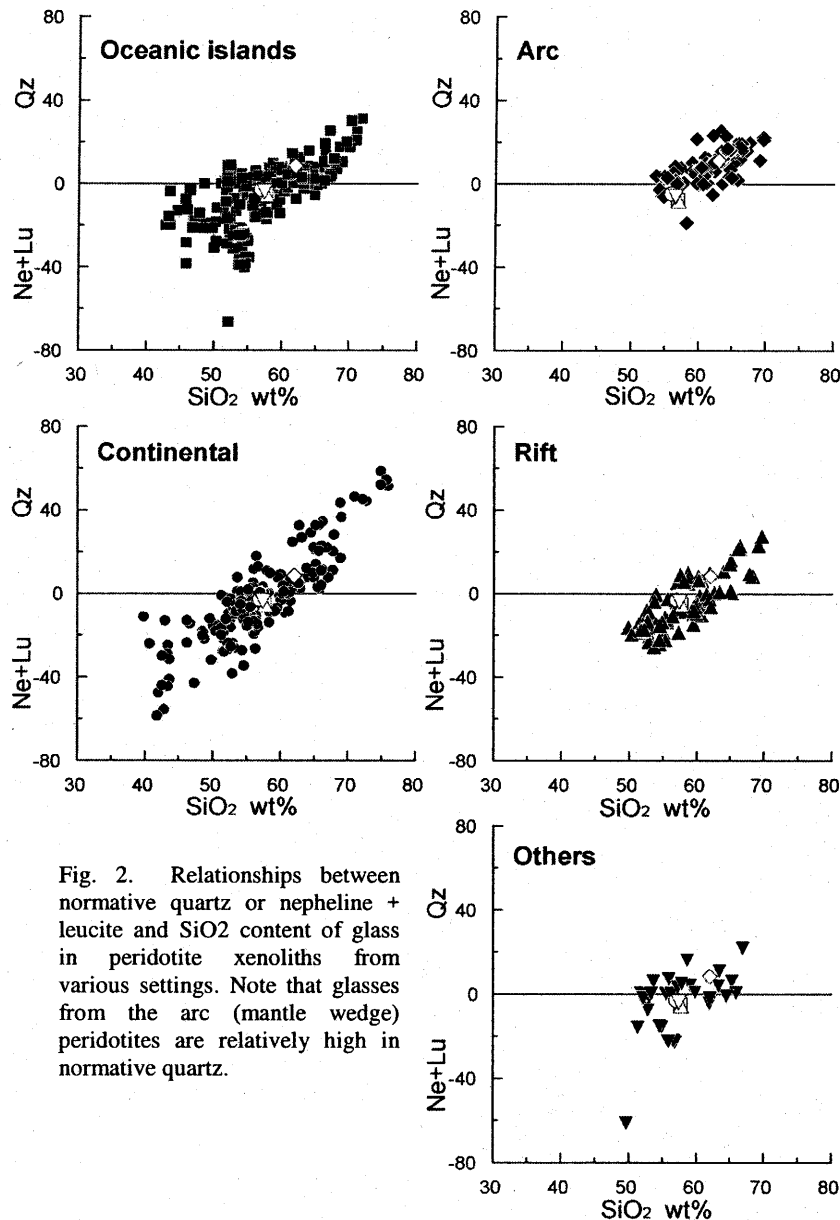 Oceanic islands
80
40
0
-40
-80
Qz
Ne+Lu
30 40 50 60 70 80
SiO₂ wt%
Arc
80
40
0
-40
-80
Qz
Ne+Lu
30 40 50 60 70 80
SiO₂ wt%
Continental
80
40
0
-40
-80
Qz
Ne+Lu
30 40 50 60 70 80
SiO₂ wt%
Rift
80
40
0
-40
-80
Qz
Ne+Lu
30 40 50 60 70 80
SiO₂ wt%
Others
80
40
0
-40
-80
Qz
Ne+Lu
30 40 50 60 70 80
SiO₂ wt%
Fig. 2. Relationships between
normative quartz or nepheline +
leucite and SiO2 content of glass
in peridotite xenoliths from
various settings. Note that glasses
from the arc (mantle wedge)
peridotites are relatively high in
normative quartz.